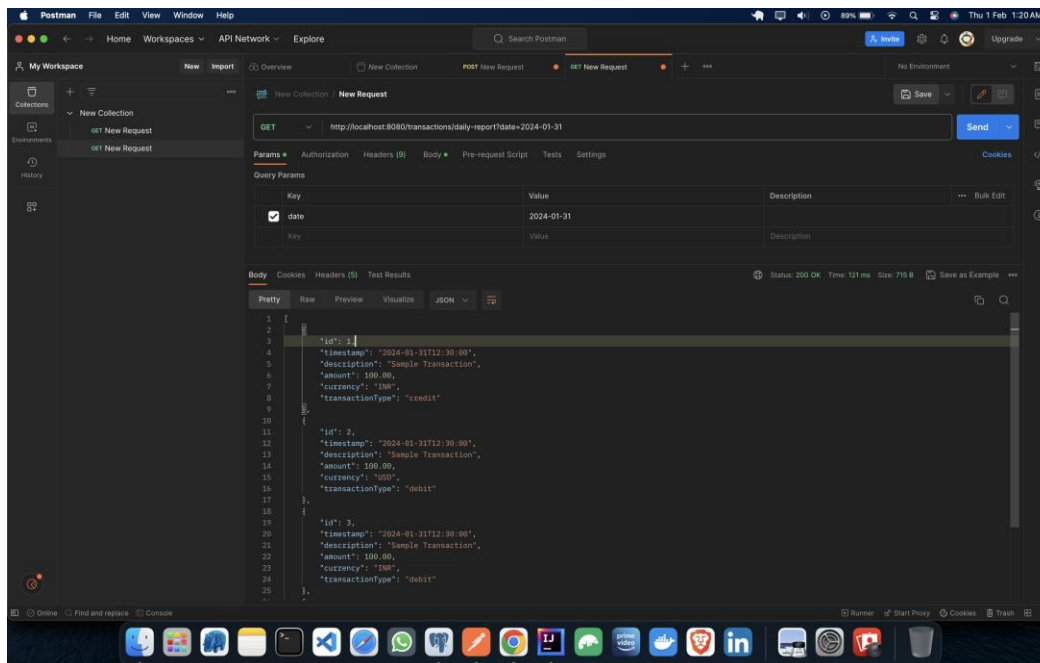 Postman File Edit View Window Help 89% Thu 1 Feb 1:20 AM
Home Workspaces API Network Explore Search Postman Invite Upgrade
My Workspace New Import Overview New Collection POST New Request GET New Request No Environment
Collections
New Collection
GET New Request
GET New Request
Environments
History
New Collection / New Request Save
GET http://localhost:8080/transactions/daily-report?date=2024-01-31 Send
Params Authorization Headers (9) Body Pre-request Script Tests Settings Cookies
Query Params
Key Value Description Bulk Edit
date 2024-01-31
Key Value Description
Body Cookies Headers (5) Test Results Status: 200 OK Time: 121 ms Size: 715 B Save as Example
Pretty Raw Preview Visualize JSON
1 [
2 {
3 "id": 1,
4 "timestamp": "2024-01-31T12:30:00",
5 "description": "Sample Transaction",
6 "amount": 100.00,
7 "currency": "INR",
8 "transactionType": "credit"
9 },
10 {
11 "id": 2,
12 "timestamp": "2024-01-31T12:30:00",
13 "description": "Sample Transaction",
14 "amount": 100.00,
15 "currency": "USD",
16 "transactionType": "debit"
17 },
18 {
19 "id": 3,
20 "timestamp": "2024-01-31T12:30:00",
21 "description": "Sample Transaction",
22 "amount": 100.00,
23 "currency": "INR",
24 "transactionType": "debit"
25 },
Online Find and replace Console Runner Start Proxy Cookies Trash
IJ prime video in